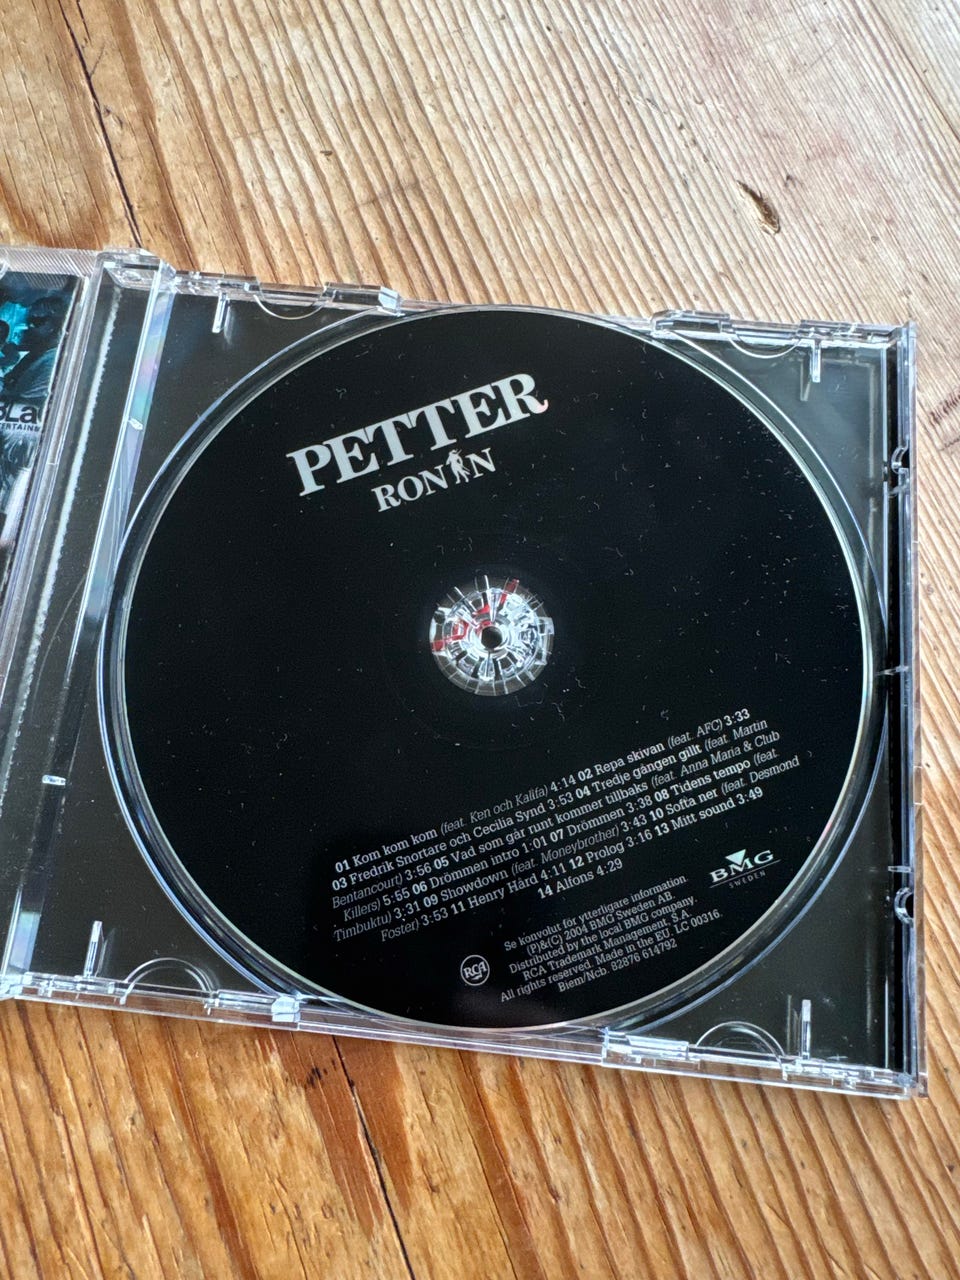 PETTER
RONIN
01 Kom kom kom (feat. Ken och Kalifa) 4:14 02 Repa skivan (feat. AFC) 3:33
03 Fredrik Snortare och Cecilia Synd 3:53 04 Tredje gången gillt (feat. Martin
Bentancourt) 3:56 05 Vad som går runt kommer tillbaks (feat. Anna Maria & Club
Killers) 5:55 06 Drömmen intro 1:01 07 Drömmen 3:38 08 Tidens tempo (feat.
Timbuktu) 3:31 09 Showdown (feat. Moneybrother) 3:43 10 Softa ner (feat. Desmond
Foster) 3:53 11 Henry Hård 4:11 12 Prolog 3:16 13 Mitt sound 3:49
14 Alfons 4:29
BMG
SWEDEN
RCA
Se konvolut för ytterligare information.
(P)&(C) 2004 BMG Sweden AB.
Distributed by the local BMG company.
RCA Trademark Management, S.A
All rights reserved. Made in the EU. LC 00316.
Biem/Ncb. 82876 614792